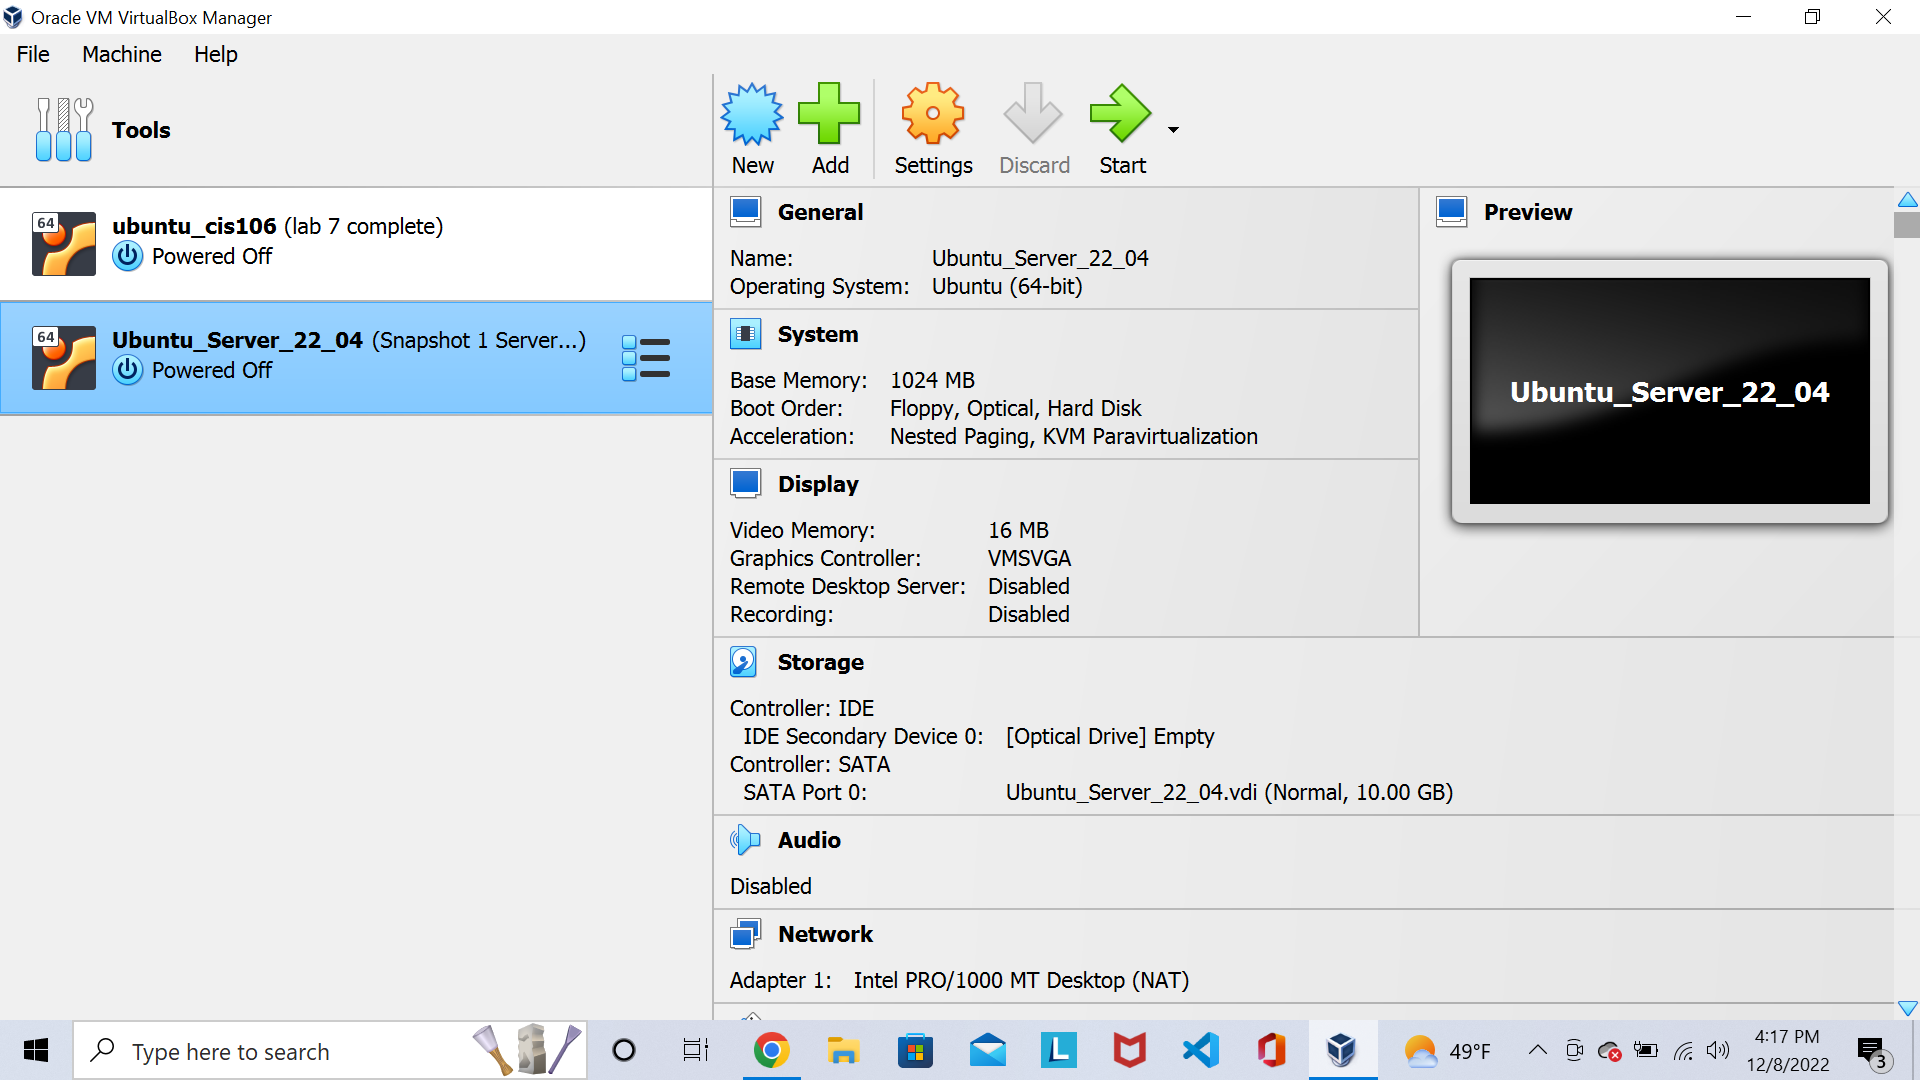 Oracle VM VirtualBox Manager
File Machine Help
Tools
New Add Settings Discard Start
64
ubuntu_cis106 (lab 7 complete)
Powered Off
64
Ubuntu_Server_22_04 (Snapshot 1 Server...)
Powered Off
General
Name: Ubuntu_Server_22_04
Operating System: Ubuntu (64-bit)
System
Base Memory: 1024 MB
Boot Order: Floppy, Optical, Hard Disk
Acceleration: Nested Paging, KVM Paravirtualization
Display
Video Memory: 16 MB
Graphics Controller: VMSVGA
Remote Desktop Server: Disabled
Recording: Disabled
Preview
Ubuntu_Server_22_04
Storage
Controller: IDE
IDE Secondary Device 0: [Optical Drive] Empty
Controller: SATA
SATA Port 0: Ubuntu_Server_22_04.vdi (Normal, 10.00 GB)
Audio
Disabled
Network
Adapter 1: Intel PRO/1000 MT Desktop (NAT)
Type here to search
L
49°F
4:17 PM
12/8/2022
3